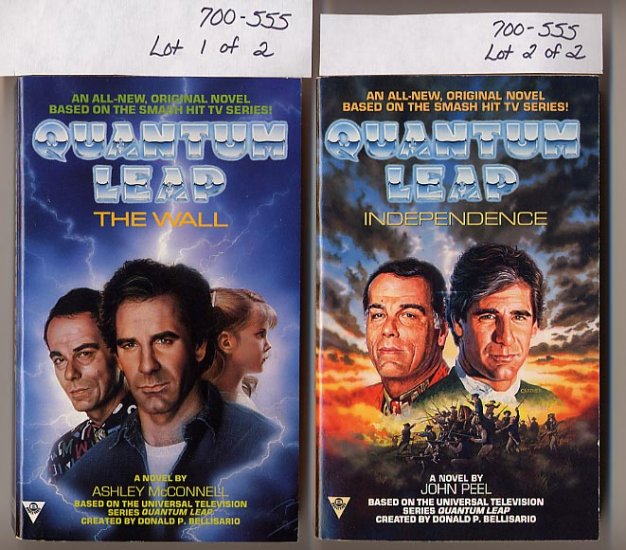 700-555
Lot 1 of 2
AN ALL-NEW, ORIGINAL NOVEL
BASED ON THE SMASH HIT TV SERIES!
QUANTUM
LEAP
THE WALL
A NOVEL BY
ASHLEY McCONNELL
BASED ON THE UNIVERSAL TELEVISION
SERIES QUANTUM LEAP
CREATED BY DONALD P. BELLISARIO
700-555
Lot 2 of 2
AN ALL-NEW, ORIGINAL NOVEL
BASED ON THE SMASH HIT TV SERIES!
QUANTUM
LEAP
INDEPENDENCE
A NOVEL BY
JOHN PEEL
BASED ON THE UNIVERSAL TELEVISION
SERIES QUANTUM LEAP
CREATED BY DONALD P. BELLISARIO